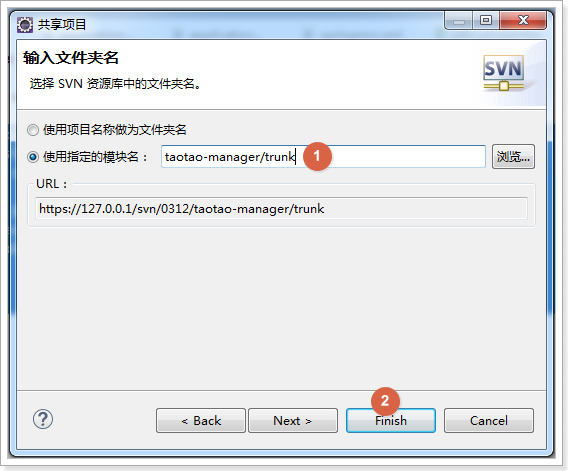 共享项目
输入文件夹名
选择 SVN 资源库中的文件夹名。
SVN
使用项目名称做为文件夹名
使用指定的模块名：
taotao-manager/trunk
1
浏览...
URL：
https://127.0.0.1/svn/0312/taotao-manager/trunk
2
?
< Back
Next >
Finish
Cancel